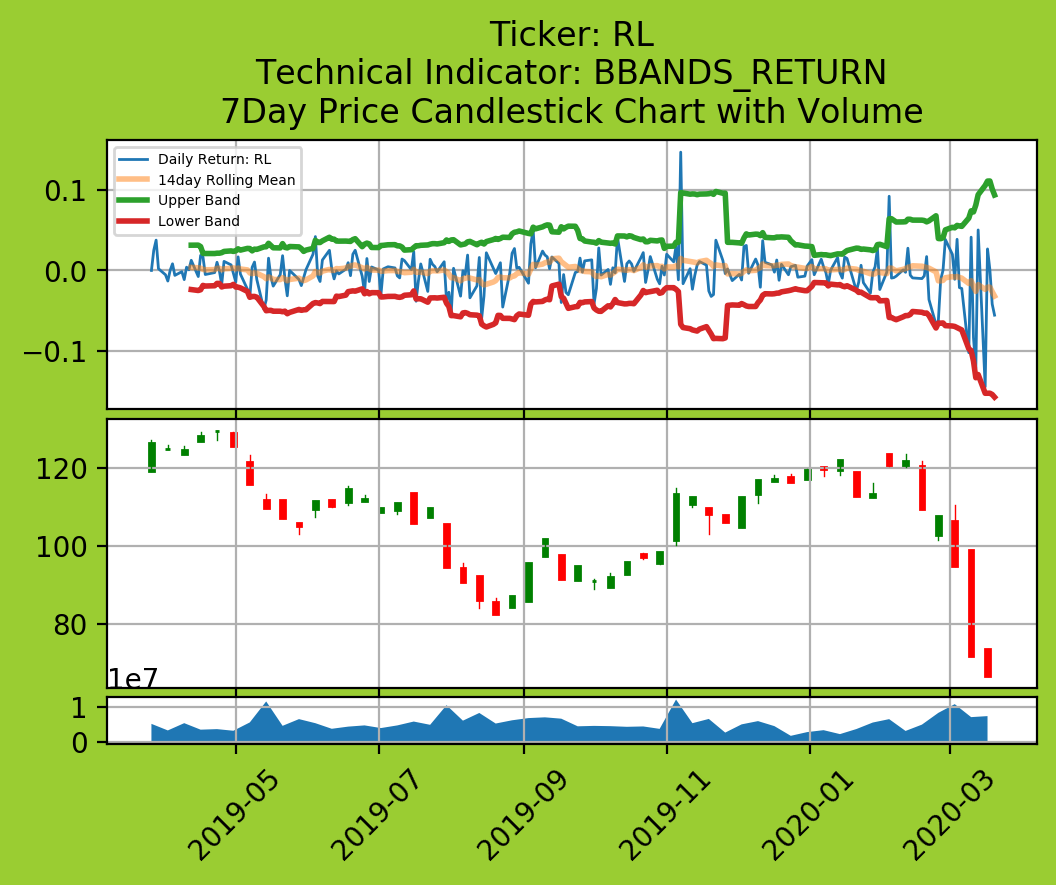 Ticker: RL
Technical Indicator: BBANDS_RETURN
7Day Price Candlestick Chart with Volume
Daily Return: RL
14day Rolling Mean
Upper Band
Lower Band
0.1
0.0
−0.1
120
100
80
1e7
1
0
2019-05
2019-07
2019-09
2019-11
2020-01
2020-03